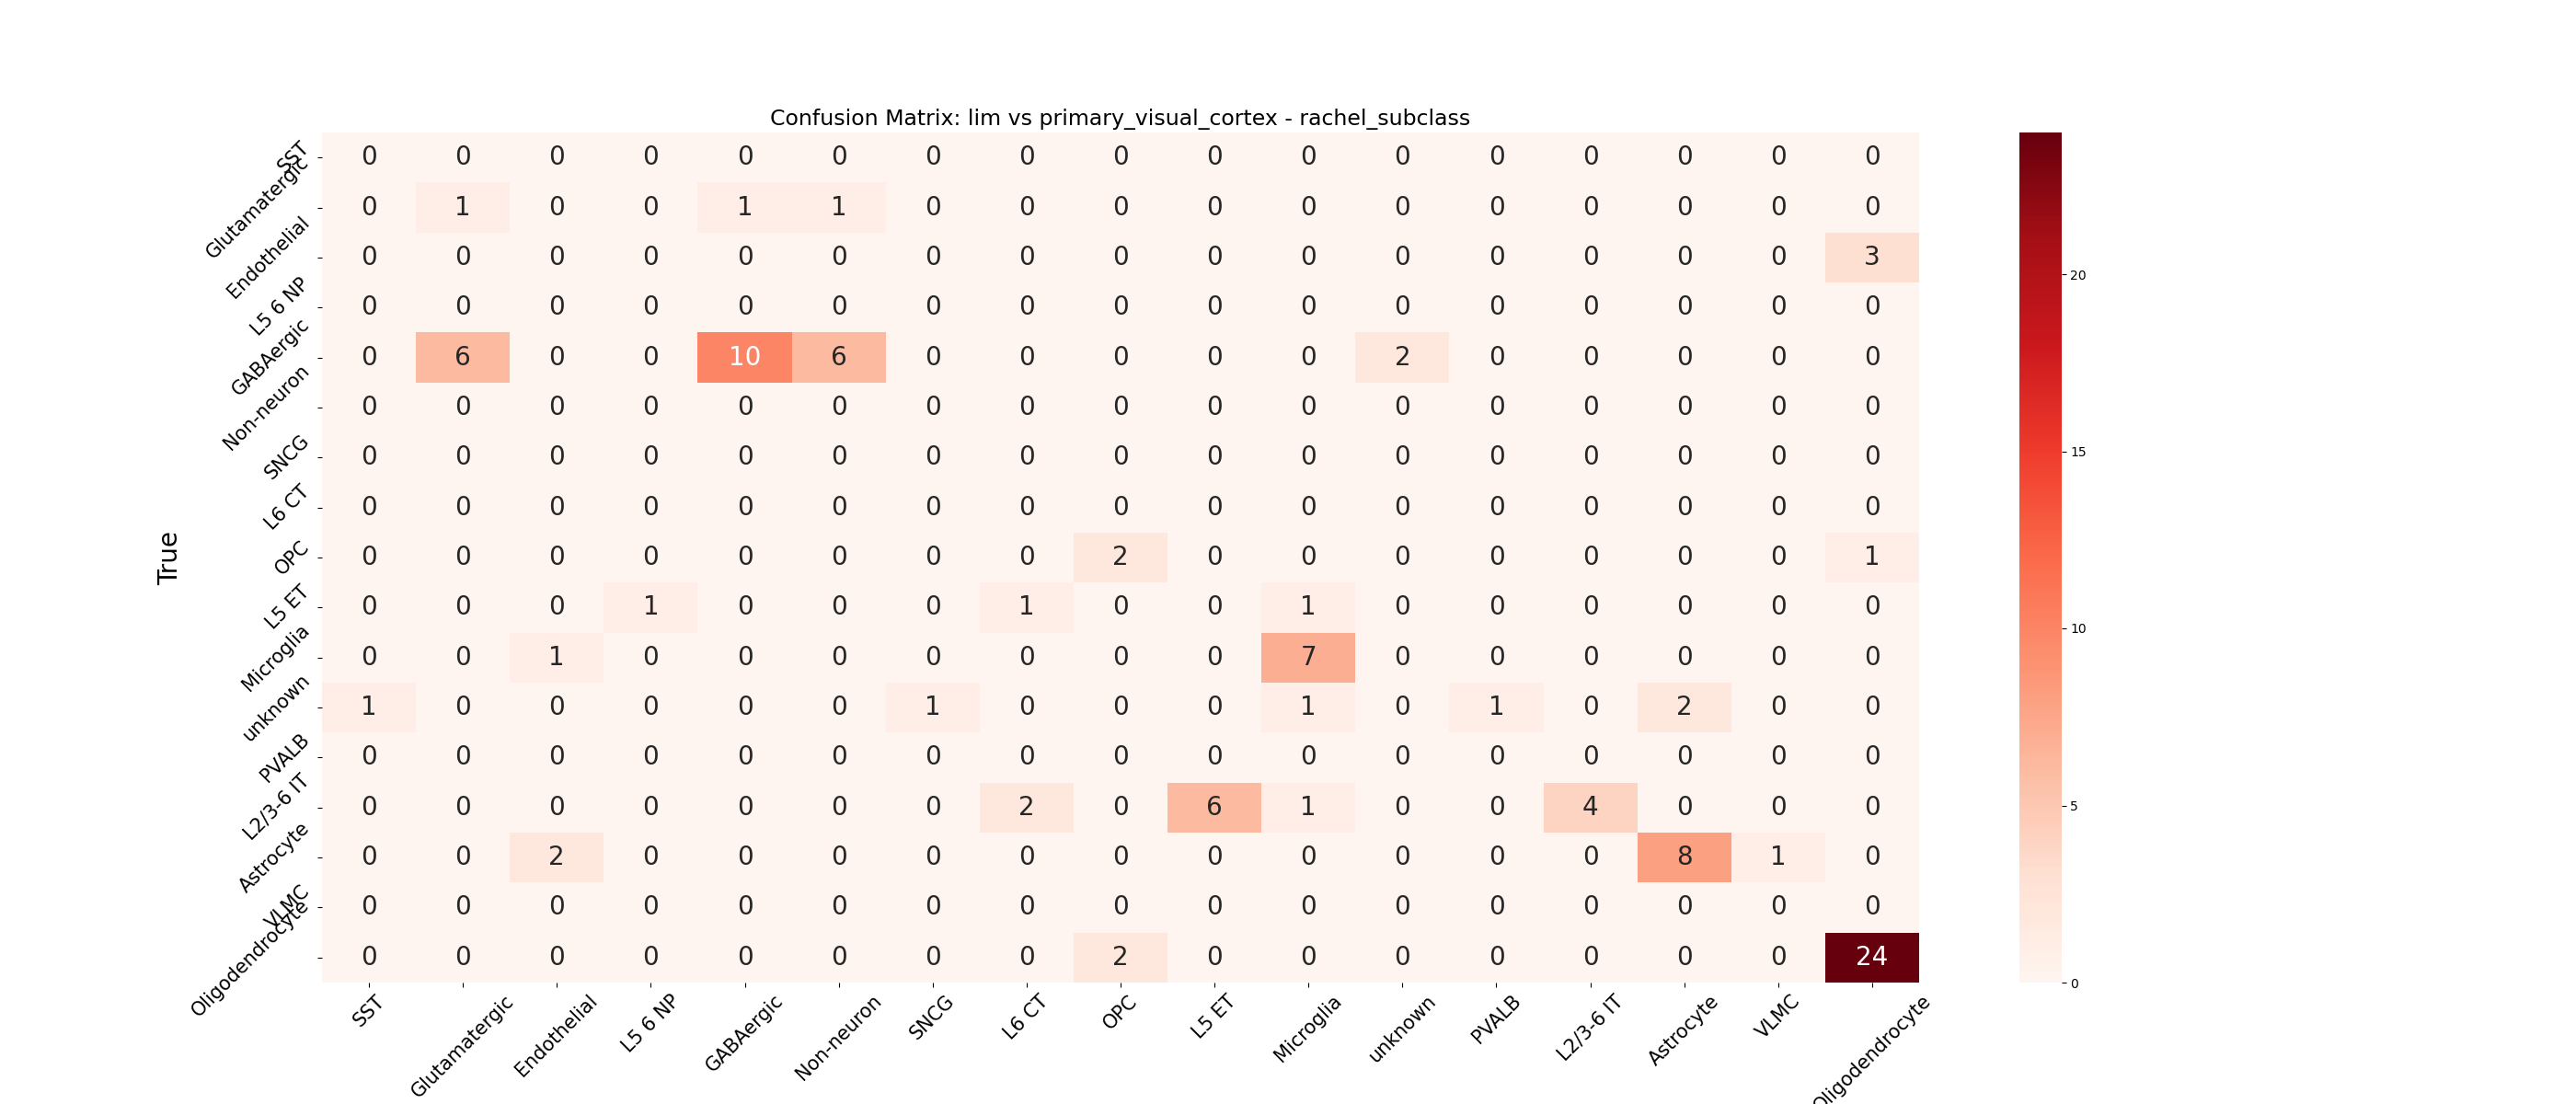 Confusion Matrix: lim vs primary_visual_cortex - rachel_subclass
True
SST 0 0 0 0 0 0 0 0 0 0 0 0 0 0 0 0 0
Glutamatergic 0 1 0 0 1 1 0 0 0 0 0 0 0 0 0 0 0
Endothelial 0 0 0 0 0 0 0 0 0 0 0 0 0 0 0 0 3
L5 6 NP 0 0 0 0 0 0 0 0 0 0 0 0 0 0 0 0 0
GABAergic 0 6 0 0 10 6 0 0 0 0 0 2 0 0 0 0 0
Non-neuron 0 0 0 0 0 0 0 0 0 0 0 0 0 0 0 0 0
SNCG 0 0 0 0 0 0 0 0 0 0 0 0 0 0 0 0 0
L6 CT 0 0 0 0 0 0 0 0 0 0 0 0 0 0 0 0 0
OPC 0 0 0 0 0 0 0 0 2 0 0 0 0 0 0 0 1
L5 ET 0 0 0 1 0 0 0 1 0 0 1 0 0 0 0 0 0
Microglia 0 0 1 0 0 0 0 0 0 0 7 0 0 0 0 0 0
unknown 1 0 0 0 0 0 1 0 0 0 1 0 1 0 2 0 0
PVALB 0 0 0 0 0 0 0 0 0 0 0 0 0 0 0 0 0
L2/3-6 IT 0 0 0 0 0 0 0 2 0 6 1 0 0 4 0 0 0
Astrocyte 0 0 2 0 0 0 0 0 0 0 0 0 0 0 8 1 0
VLMC 0 0 0 0 0 0 0 0 0 0 0 0 0 0 0 0 0
Oligodendrocyte 0 0 0 0 0 0 0 0 2 0 0 0 0 0 0 0 24
SST Glutamatergic Endothelial L5 6 NP GABAergic Non-neuron SNCG L6 CT OPC L5 ET Microglia unknown PVALB L2/3-6 IT Astrocyte VLMC Oligodendrocyte
20
15
10
5
0